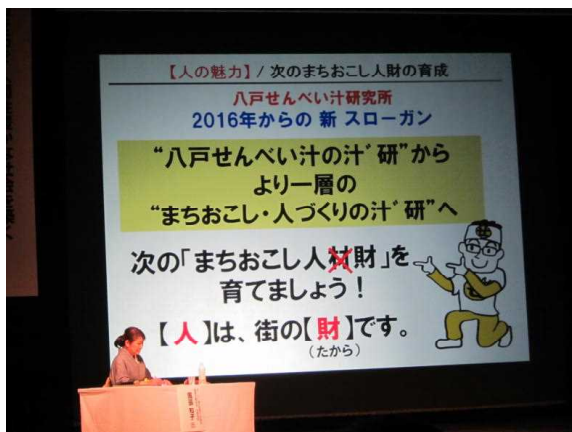 【人の魅力】/ 次のまちおこし人財の育成
八戸せんべい汁研究所
2016年からの 新 スローガン
“八戸せんべい汁の汁゛研”から
より一層の
“まちおこし・人づくりの汁゛研”へ
次の「まちおこし人材財」を
育てましょう！
【人】は、街の【財】です。
(たから)